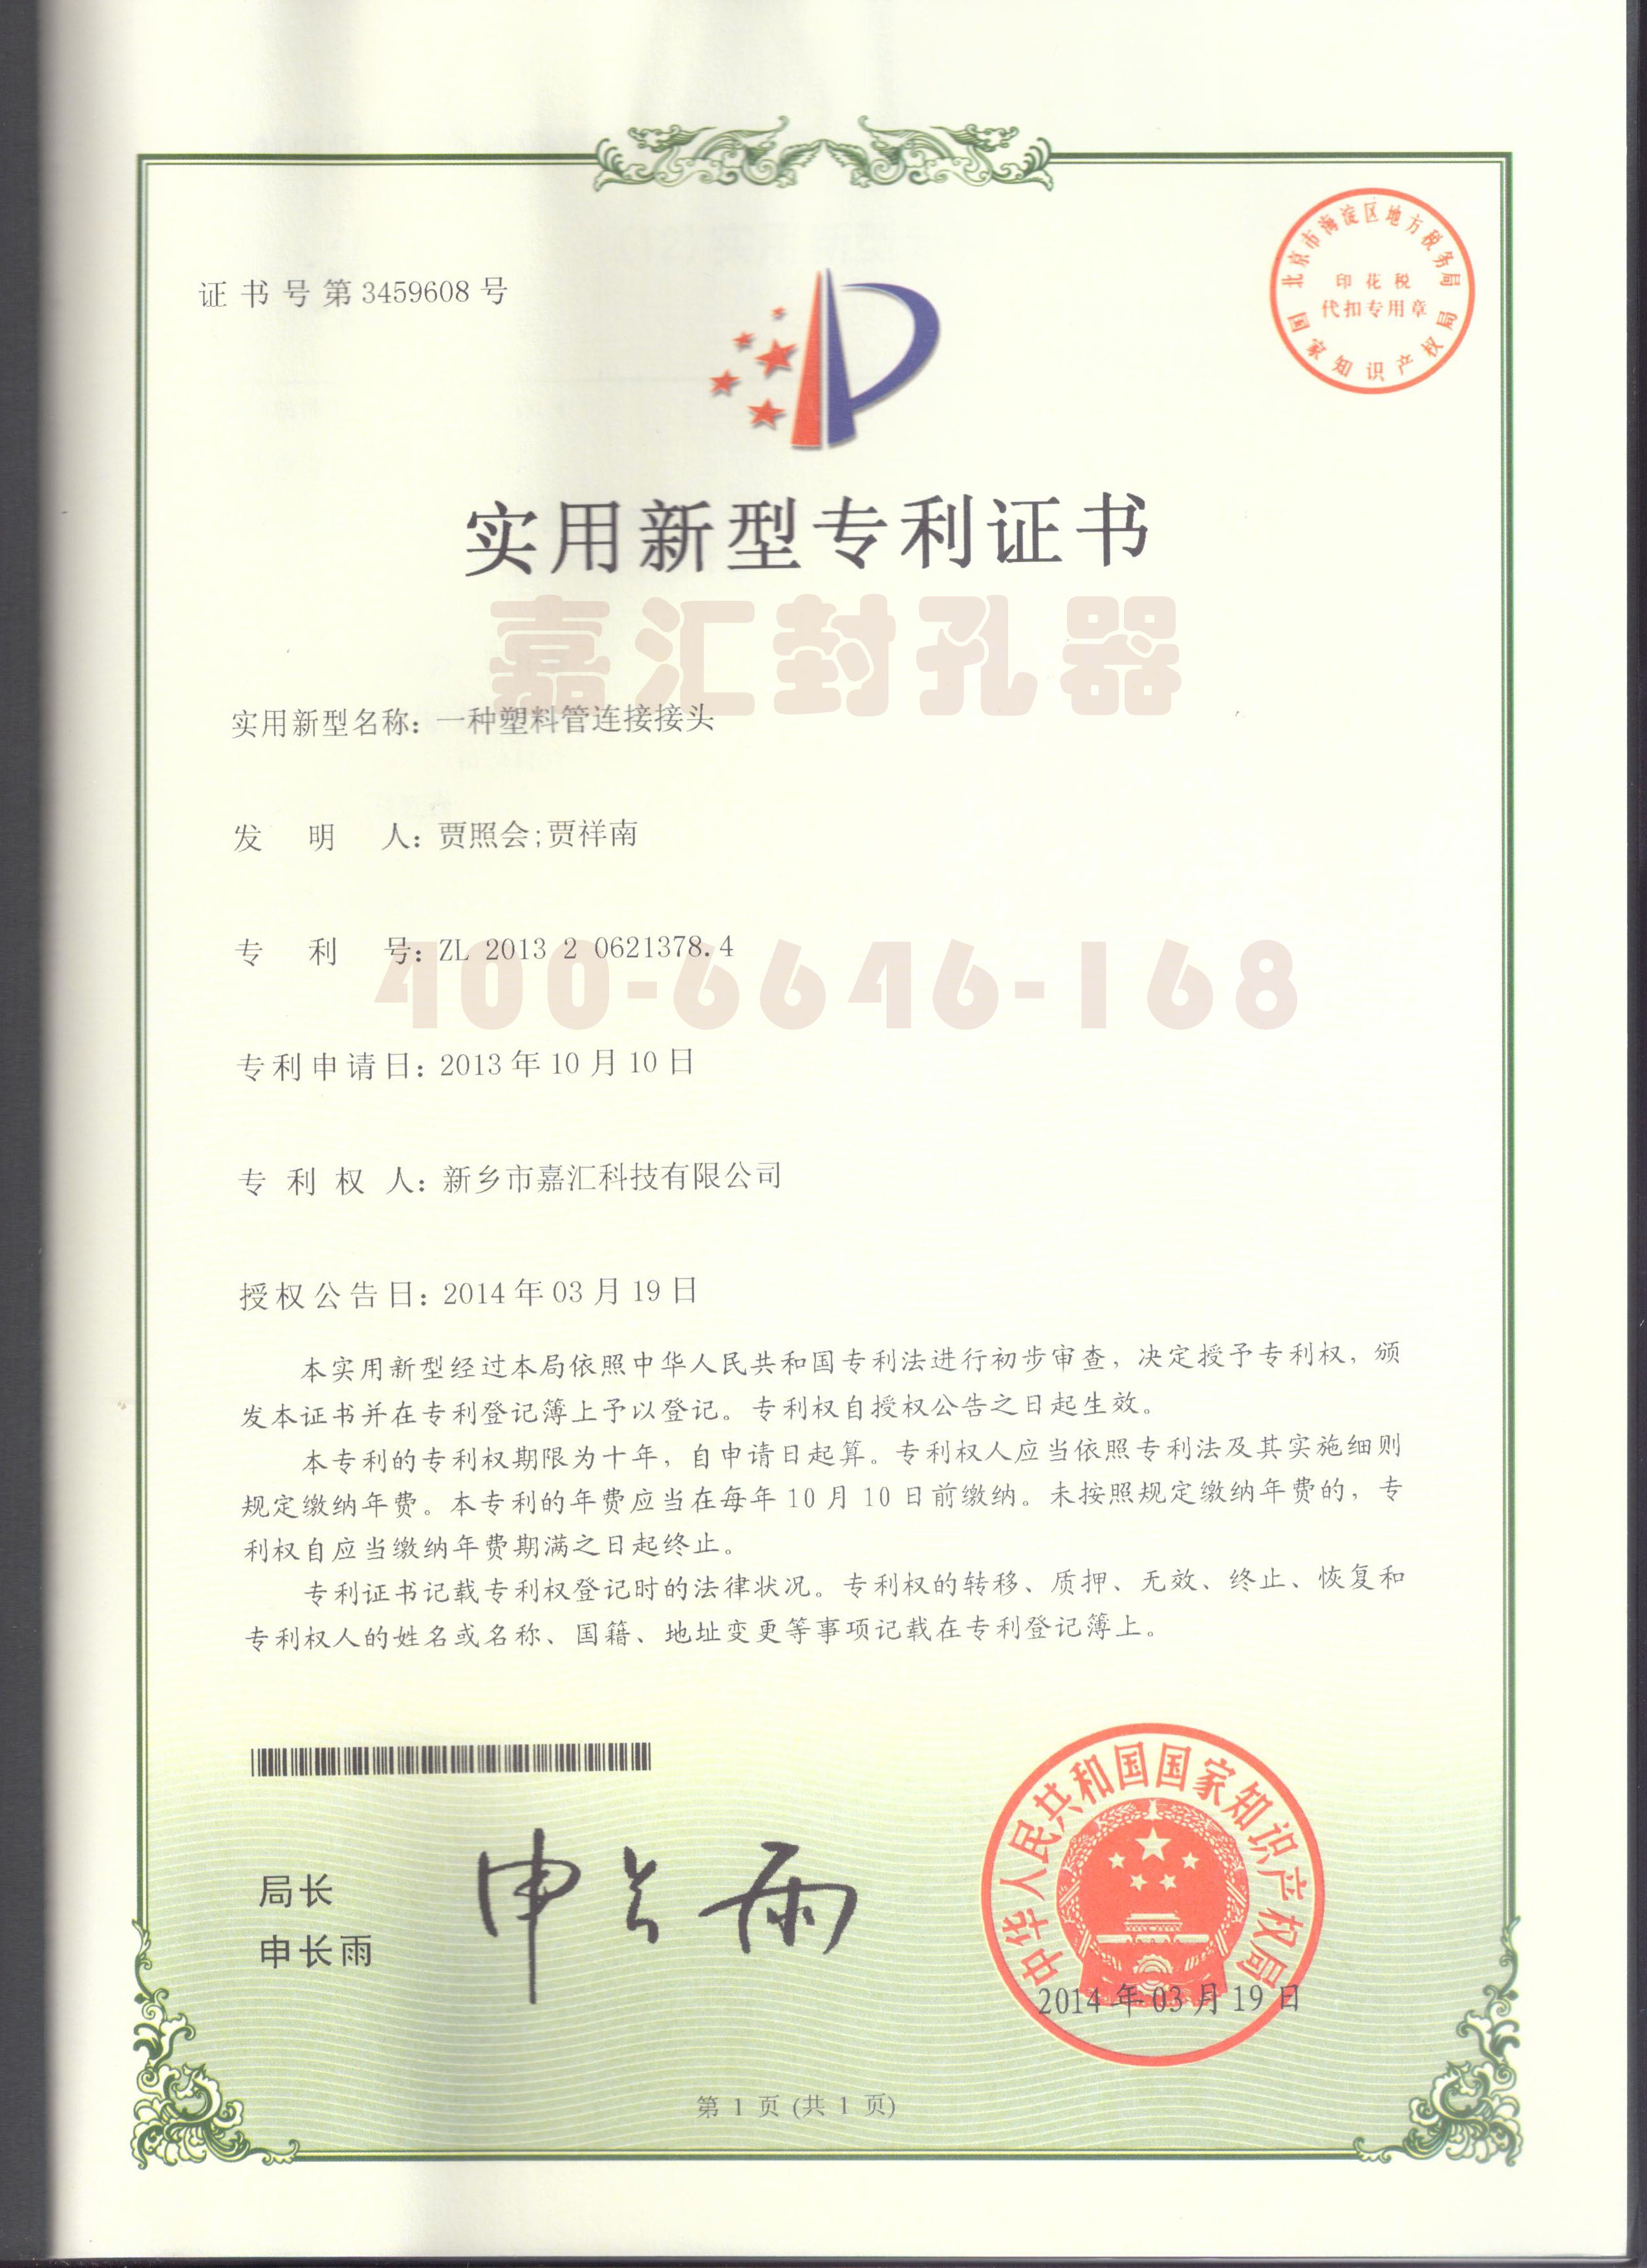 北京市海淀区地方税务局
印花税
代扣专用章
国家知识产权局
证书号第3459608号
实用新型专利证书
嘉汇封孔器
实用新型名称：一种塑料管连接接头
发明人：贾照会;贾祥南
专利号：ZL 2013 2 0621378.4
400-6646-168
专利申请日：2013年10月10日
专利权人：新乡市嘉汇科技有限公司
授权公告日：2014年03月19日
本实用新型经过本局依照中华人民共和国专利法进行初步审查，决定授予专利权，颁
发本证书并在专利登记簿上予以登记。专利权自授权公告之日起生效。
本专利的专利权期限为十年，自申请日起算。专利权人应当依照专利法及其实施细则
规定缴纳年费。本专利的年费应当在每年10月10日前缴纳。未按照规定缴纳年费的，专
利权自应当缴纳年费期满之日起终止。
专利证书记载专利权登记时的法律状况。专利权的转移、质押、无效、终止、恢复和
专利权人的姓名或名称、国籍、地址变更等事项记载在专利登记簿上。
局长
申长雨
申长雨
中华人民共和国国家知识产权局
2014年03月19日
第1页(共1页)